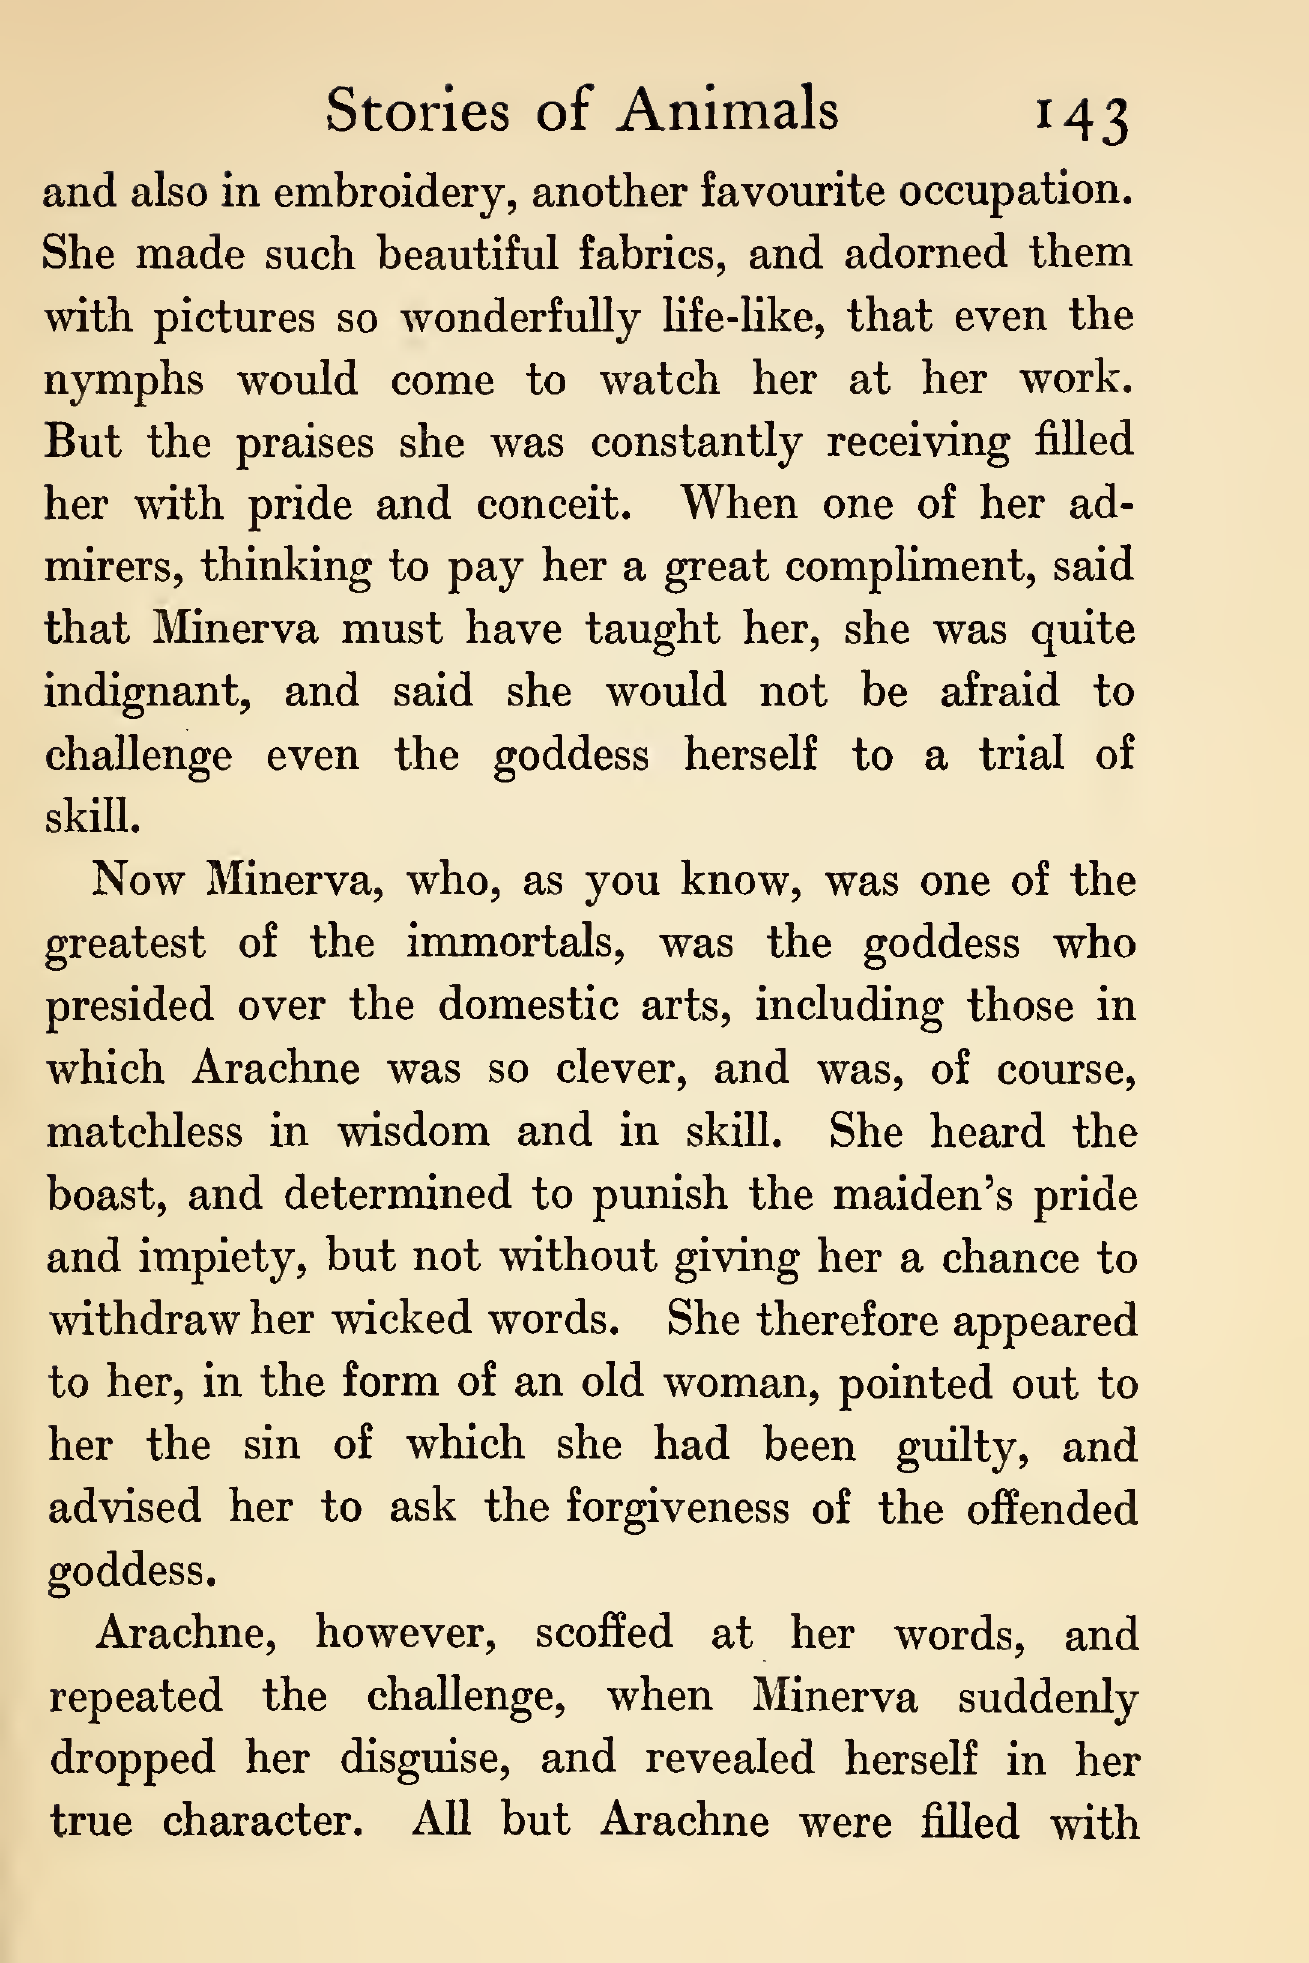 Stories of Animals 143
and also in embroidery, another favourite occupation.
She made such beautiful fabrics, and adorned them
with pictures so wonderfully life-like, that even the
nymphs would come to watch her at her work.
But the praises she was constantly receiving filled
her with pride and conceit. When one of her ad-
mirers, thinking to pay her a great compliment, said
that Minerva must have taught her, she was quite
indignant, and said she would not be afraid to
challenge even the goddess herself to a trial of
skill.
Now Minerva, who, as you know, was one of the
greatest of the immortals, was the goddess who
presided over the domestic arts, including those in
which Arachne was so clever, and was, of course,
matchless in wisdom and in skill. She heard the
boast, and determined to punish the maiden's pride
and impiety, but not without giving her a chance to
withdraw her wicked words. She therefore appeared
to her, in the form of an old woman, pointed out to
her the sin of which she had been guilty, and
advised her to ask the forgiveness of the offended
goddess.
Arachne, however, scoffed at her words, and
repeated the challenge, when Minerva suddenly
dropped her disguise, and revealed herself in her
true character. All but Arachne were filled with